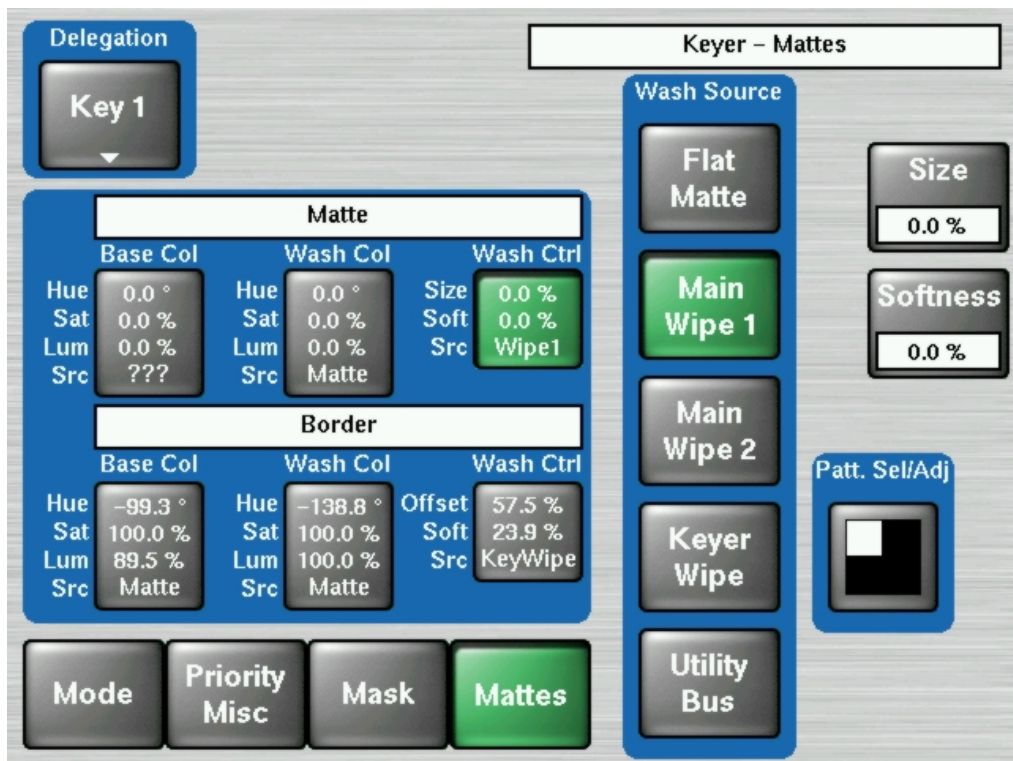 Delegation
Key 1
Keyer – Mattes
Matte
Base Col
Wash Col
Wash Ctrl
Hue 0.0 °
Sat 0.0 %
Lum 0.0 %
Src ???
Hue 0.0 °
Sat 0.0 %
Lum 0.0 %
Src Matte
Size 0.0 %
Soft 0.0 %
Src Wipe1
Border
Base Col
Wash Col
Wash Ctrl
Hue –99.3 °
Sat 100.0 %
Lum 89.5 %
Src Matte
Hue –138.8 °
Sat 100.0 %
Lum 100.0 %
Src Matte
Offset 57.5 %
Soft 23.9 %
Src KeyWipe
Wash Source
Flat
Matte
Main
Wipe 1
Main
Wipe 2
Keyer
Wipe
Utility
Bus
Size
0.0 %
Softness
0.0 %
Patt. Sel/Adj
Mode
Priority
Misc
Mask
Mattes